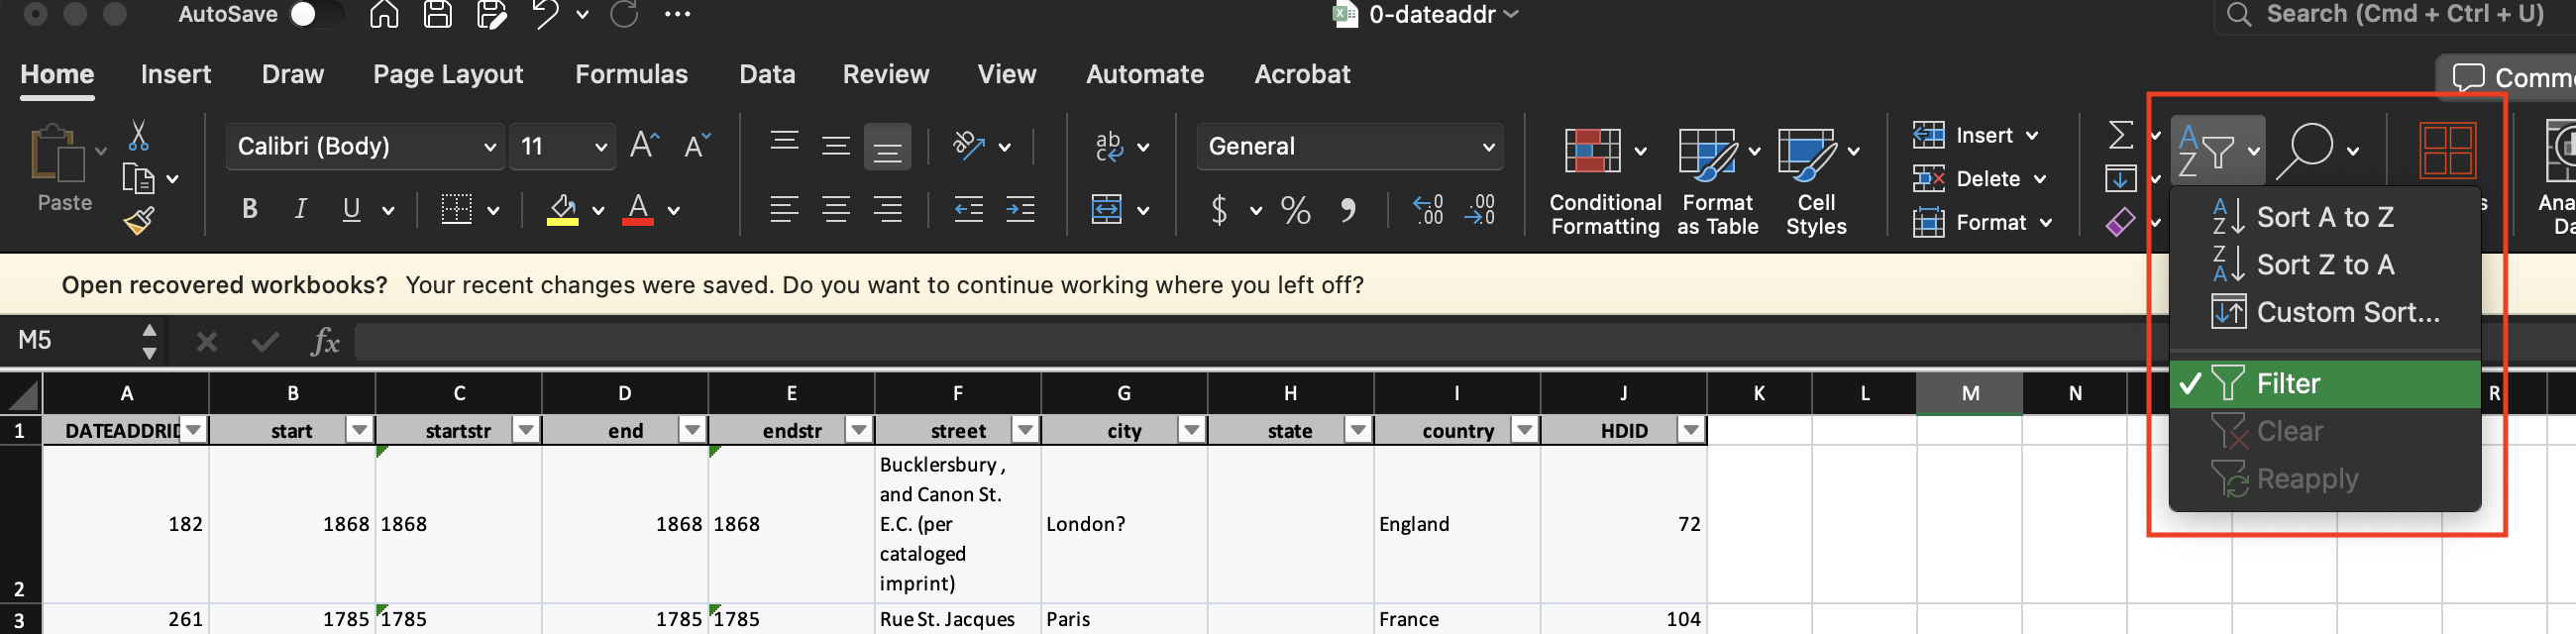 AutoSave
0-dateaddr
Search (Cmd + Ctrl + U)
Home Insert Draw Page Layout Formulas Data Review View Automate Acrobat
Paste
Calibri (Body) 11
A A
B I U A
ab
c
General
$ % , .0 .00 .00 .0
Conditional
Formatting
Format
as Table
Cell
Styles
Insert
Delete
Format
Σ
A
Z
Sort A to Z
Sort Z to A
Custom Sort...
Filter
Clear
Reapply
Open recovered workbooks? Your recent changes were saved. Do you want to continue working where you left off?
M5 fx
A B C D E F G H I J K L M N R
1 start startstr end endstr street city state country HDID
2 182 1868 1868 1868 1868 Bucklersbury, and Canon St. E.C. (per cataloged imprint) London? England 72
3 261 1785 1785 1785 1785 Rue St. Jacques Paris France 104